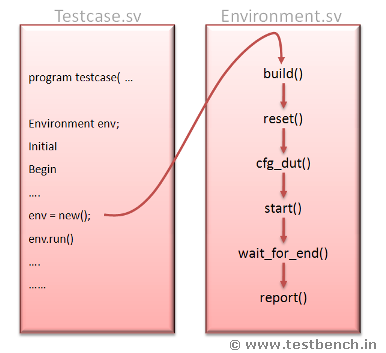 Testcase.sv
program testcase( ...
Environment env;
Initial
Begin
....
env = new();
env.run()
....
......
Environment.sv
build()
reset()
cfg_dut()
start()
wait_for_end()
report()
© www.testbench.in